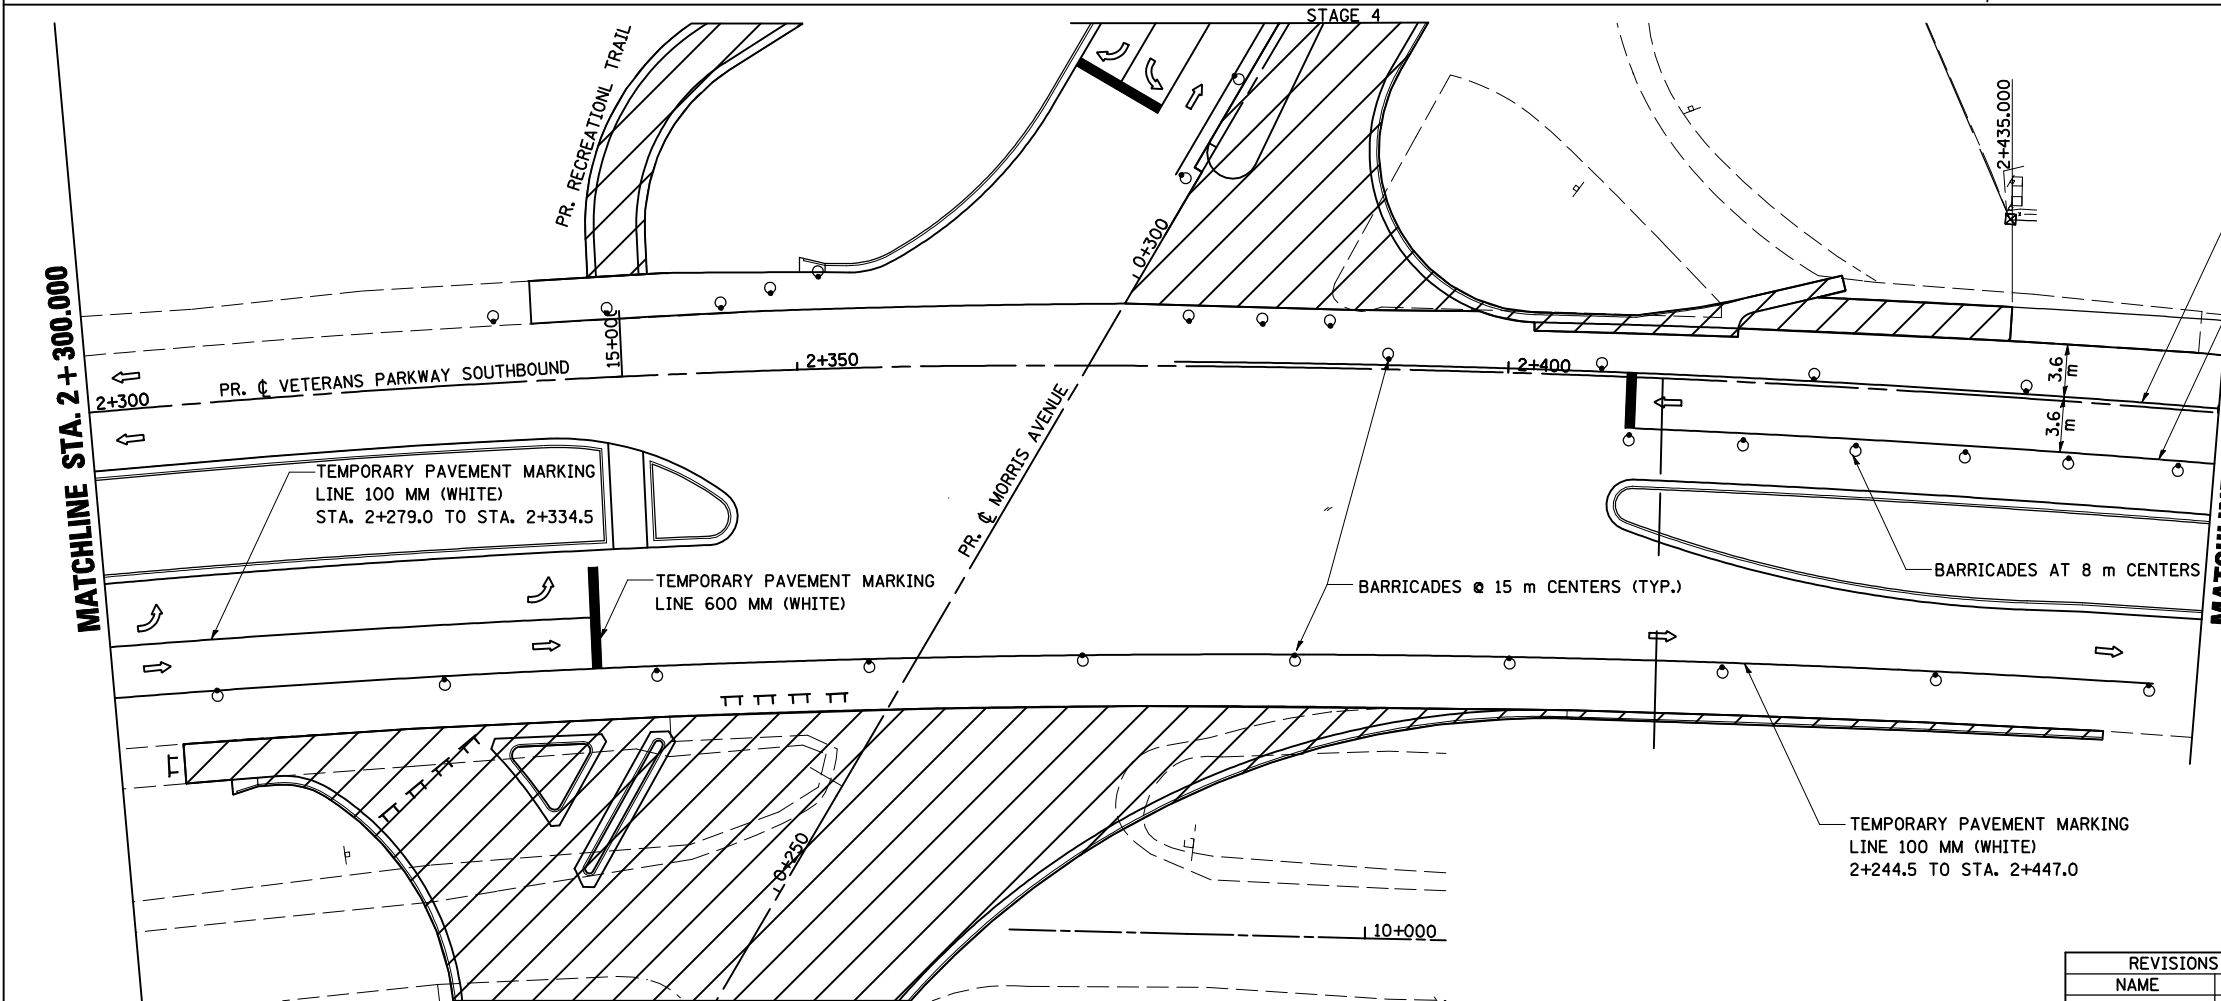 STAGE 4
PR. RECREATIONL TRAIL
2+435.000
0+300
MATCHLINE STA. 2+300.000
15+000
2+350
2+400
3.6
m
3.6
m
PR. ℄ VETERANS PARKWAY SOUTHBOUND
2+300
PR. ℄ MORRIS AVENUE
TEMPORARY PAVEMENT MARKING
LINE 100 MM (WHITE)
STA. 2+279.0 TO STA. 2+334.5
TEMPORARY PAVEMENT MARKING
LINE 600 MM (WHITE)
BARRICADES @ 15 m CENTERS (TYP.)
BARRICADES AT 8 m CENTERS
TEMPORARY PAVEMENT MARKING
LINE 100 MM (WHITE)
2+244.5 TO STA. 2+447.0
0+250
10+000
REVISIONS
NAME